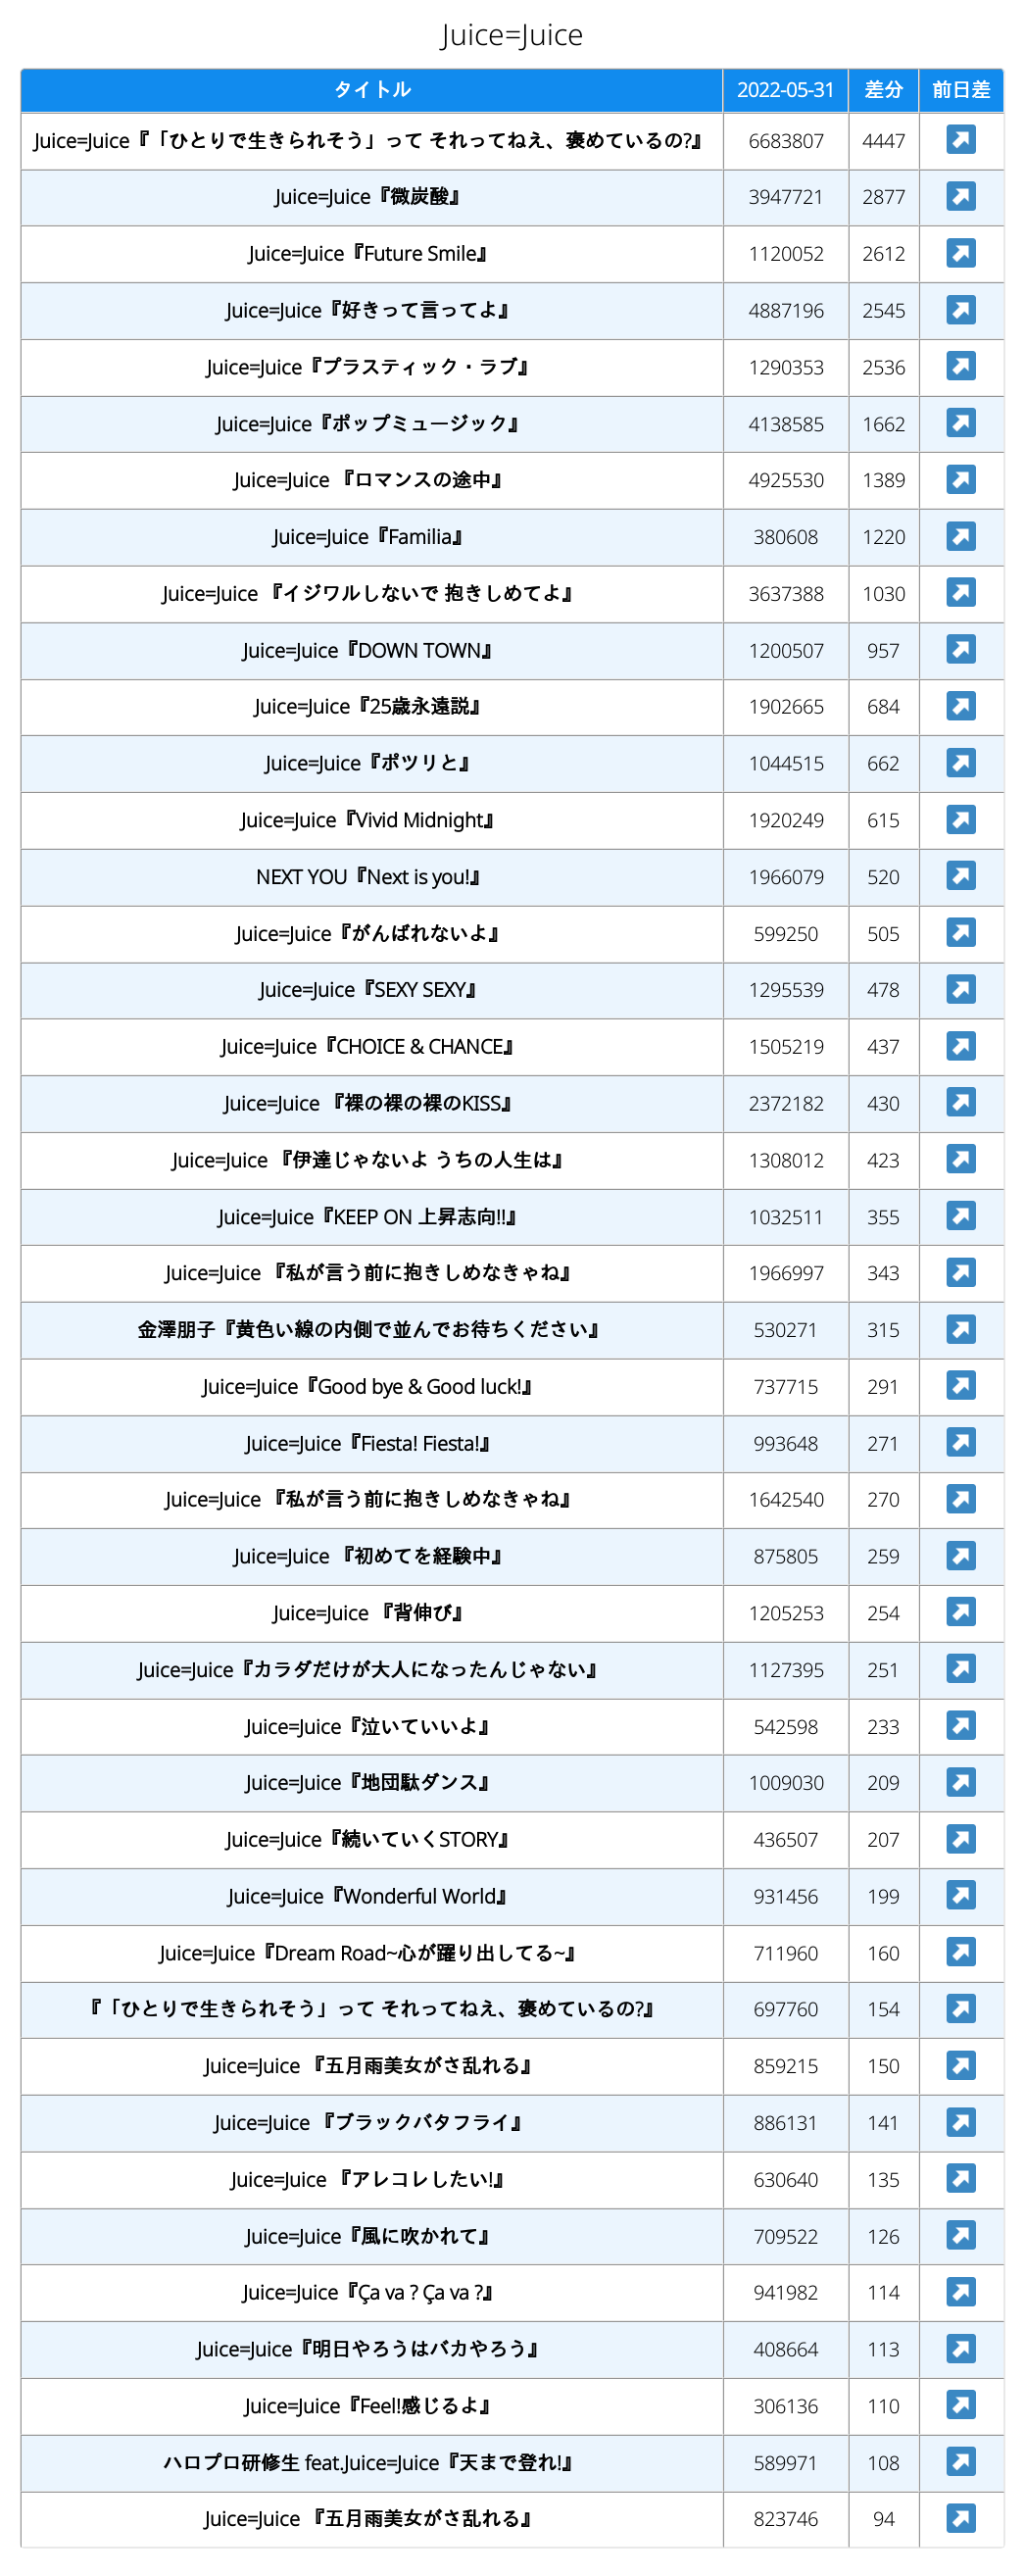 Juice=Juice
タイトル 2022-05-31 差分 前日差
Juice=Juice『「ひとりで生きられそう」って それってねえ、褒めているの?』 6683807 4447
Juice=Juice『微炭酸』 3947721 2877
Juice=Juice『Future Smile』 1120052 2612
Juice=Juice『好きって言ってよ』 4887196 2545
Juice=Juice『プラスティック・ラブ』 1290353 2536
Juice=Juice『ポップミュージック』 4138585 1662
Juice=Juice 『ロマンスの途中』 4925530 1389
Juice=Juice『Familia』 380608 1220
Juice=Juice 『イジワルしないで 抱きしめてよ』 3637388 1030
Juice=Juice『DOWN TOWN』 1200507 957
Juice=Juice『25歳永遠説』 1902665 684
Juice=Juice『ポツリと』 1044515 662
Juice=Juice『Vivid Midnight』 1920249 615
NEXT YOU『Next is you!』 1966079 520
Juice=Juice『がんばれないよ』 599250 505
Juice=Juice『SEXY SEXY』 1295539 478
Juice=Juice『CHOICE & CHANCE』 1505219 437
Juice=Juice 『裸の裸の裸のKISS』 2372182 430
Juice=Juice 『伊達じゃないよ うちの人生は』 1308012 423
Juice=Juice『KEEP ON 上昇志向!!』 1032511 355
Juice=Juice 『私が言う前に抱きしめなきゃね』 1966997 343
金澤朋子『黄色い線の内側で並んでお待ちください』 530271 315
Juice=Juice『Good bye & Good luck!』 737715 291
Juice=Juice『Fiesta! Fiesta!』 993648 271
Juice=Juice 『私が言う前に抱きしめなきゃね』 1642540 270
Juice=Juice 『初めてを経験中』 875805 259
Juice=Juice 『背伸び』 1205253 254
Juice=Juice『カラダだけが大人になったんじゃない』 1127395 251
Juice=Juice『泣いていいよ』 542598 233
Juice=Juice『地団駄ダンス』 1009030 209
Juice=Juice『続いていくSTORY』 436507 207
Juice=Juice『Wonderful World』 931456 199
Juice=Juice『Dream Road~心が躍り出してる~』 711960 160
『「ひとりで生きられそう」って それってねえ、褒めているの?』 697760 154
Juice=Juice 『五月雨美女がさ乱れる』 859215 150
Juice=Juice 『ブラックバタフライ』 886131 141
Juice=Juice 『アレコレしたい!』 630640 135
Juice=Juice『風に吹かれて』 709522 126
Juice=Juice『Ça va ? Ça va ?』 941982 114
Juice=Juice『明日やろうはバカやろう』 408664 113
Juice=Juice『Feel!感じるよ』 306136 110
ハロプロ研修生 feat.Juice=Juice『天まで登れ!』 589971 108
Juice=Juice 『五月雨美女がさ乱れる』 823746 94